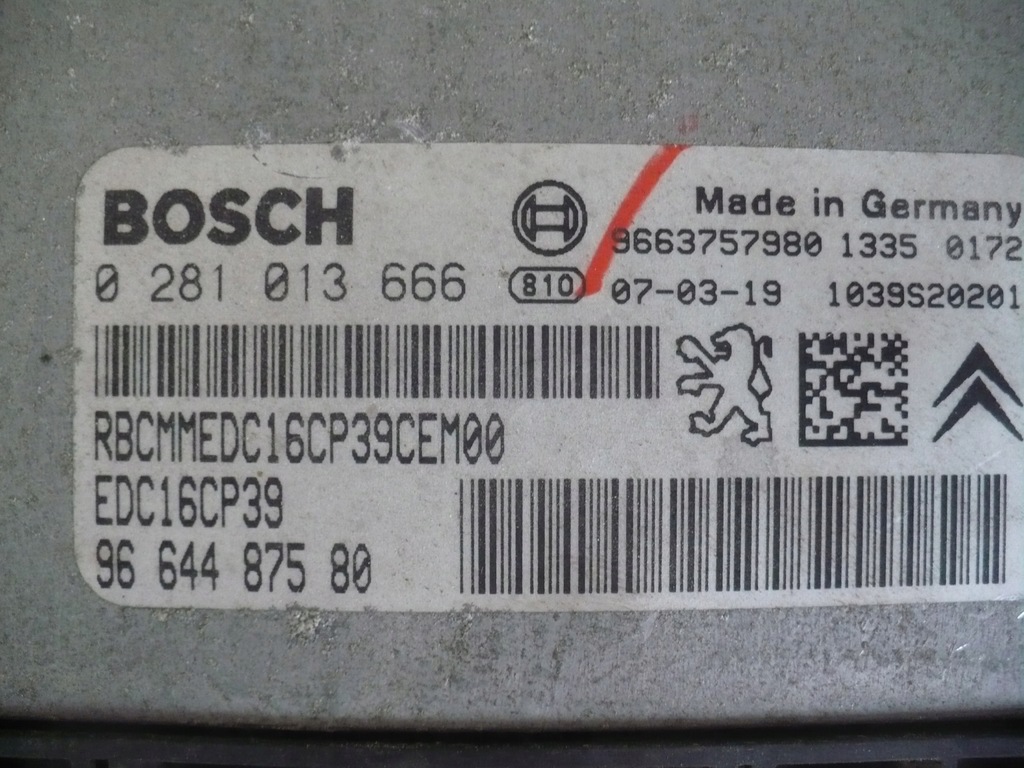 BOSCH
Made in Germany
9663757980 1335 0172
0 281 013 666
810
07-03-19 1039S20201
RBCMMEDC16CP39CEM00
EDC16CP39
96 644 875 80